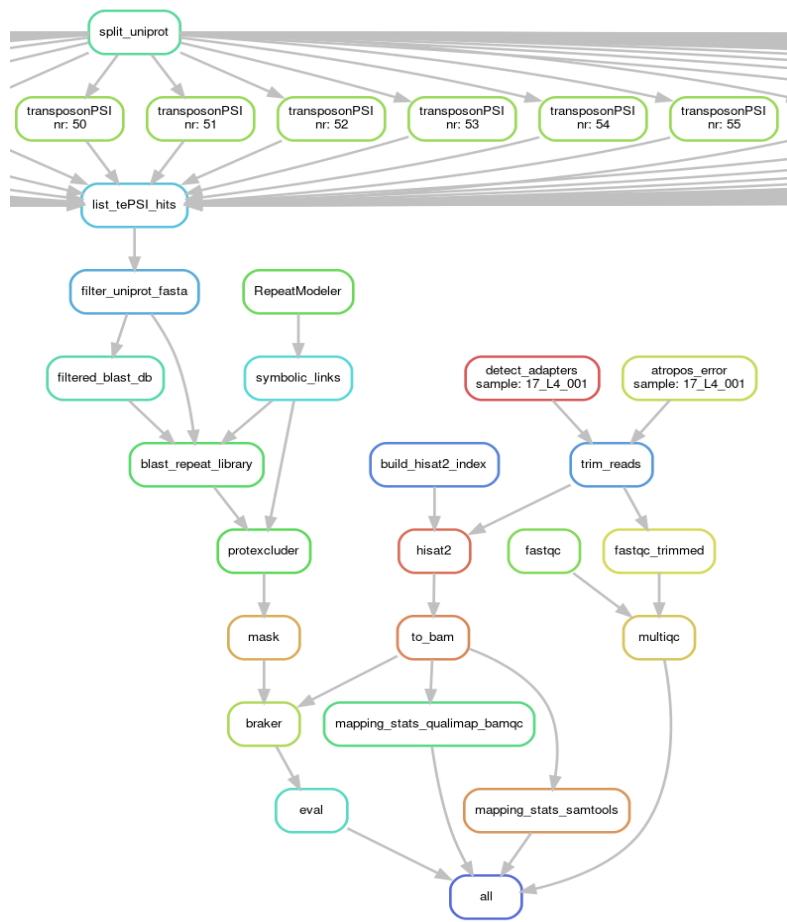 split_uniprot
transposonPSI
nr: 50
transposonPSI
nr: 51
transposonPSI
nr: 52
transposonPSI
nr: 53
transposonPSI
nr: 54
transposonPSI
nr: 55
list_tePSI_hits
filter_uniprot_fasta
RepeatModeler
filtered_blast_db
symbolic_links
detect_adapters
sample: 17_L4_001
atropos_error
sample: 17_L4_001
blast_repeat_library
build_hisat2_index
trim_reads
protexcluder
hisat2
fastqc
fastqc_trimmed
mask
to_bam
multiqc
braker
mapping_stats_qualimap_bamqc
eval
mapping_stats_samtools
all